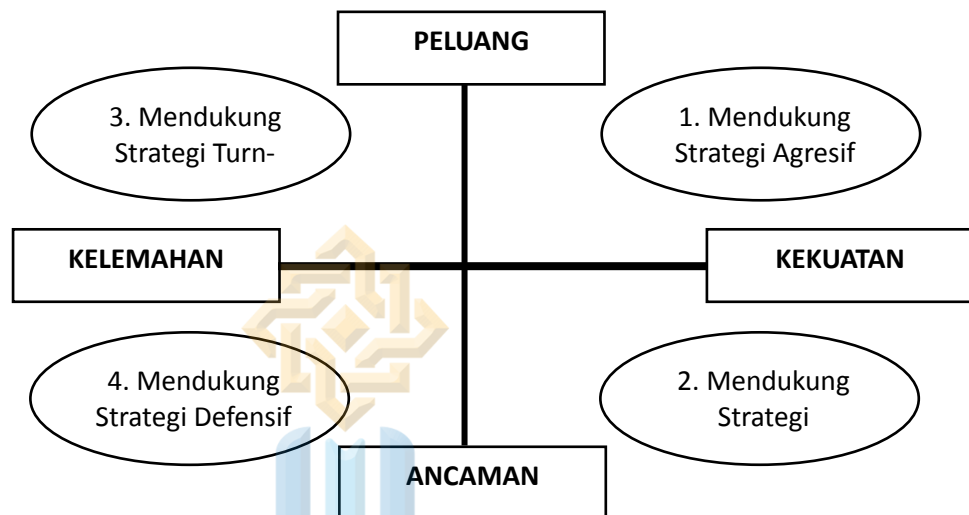 PELUANG
3. Mendukung
Strategi Turn-
1. Mendukung
Strategi Agresif
KELEMAHAN
KEKUATAN
4. Mendukung
Strategi Defensif
2. Mendukung
Strategi
ANCAMAN